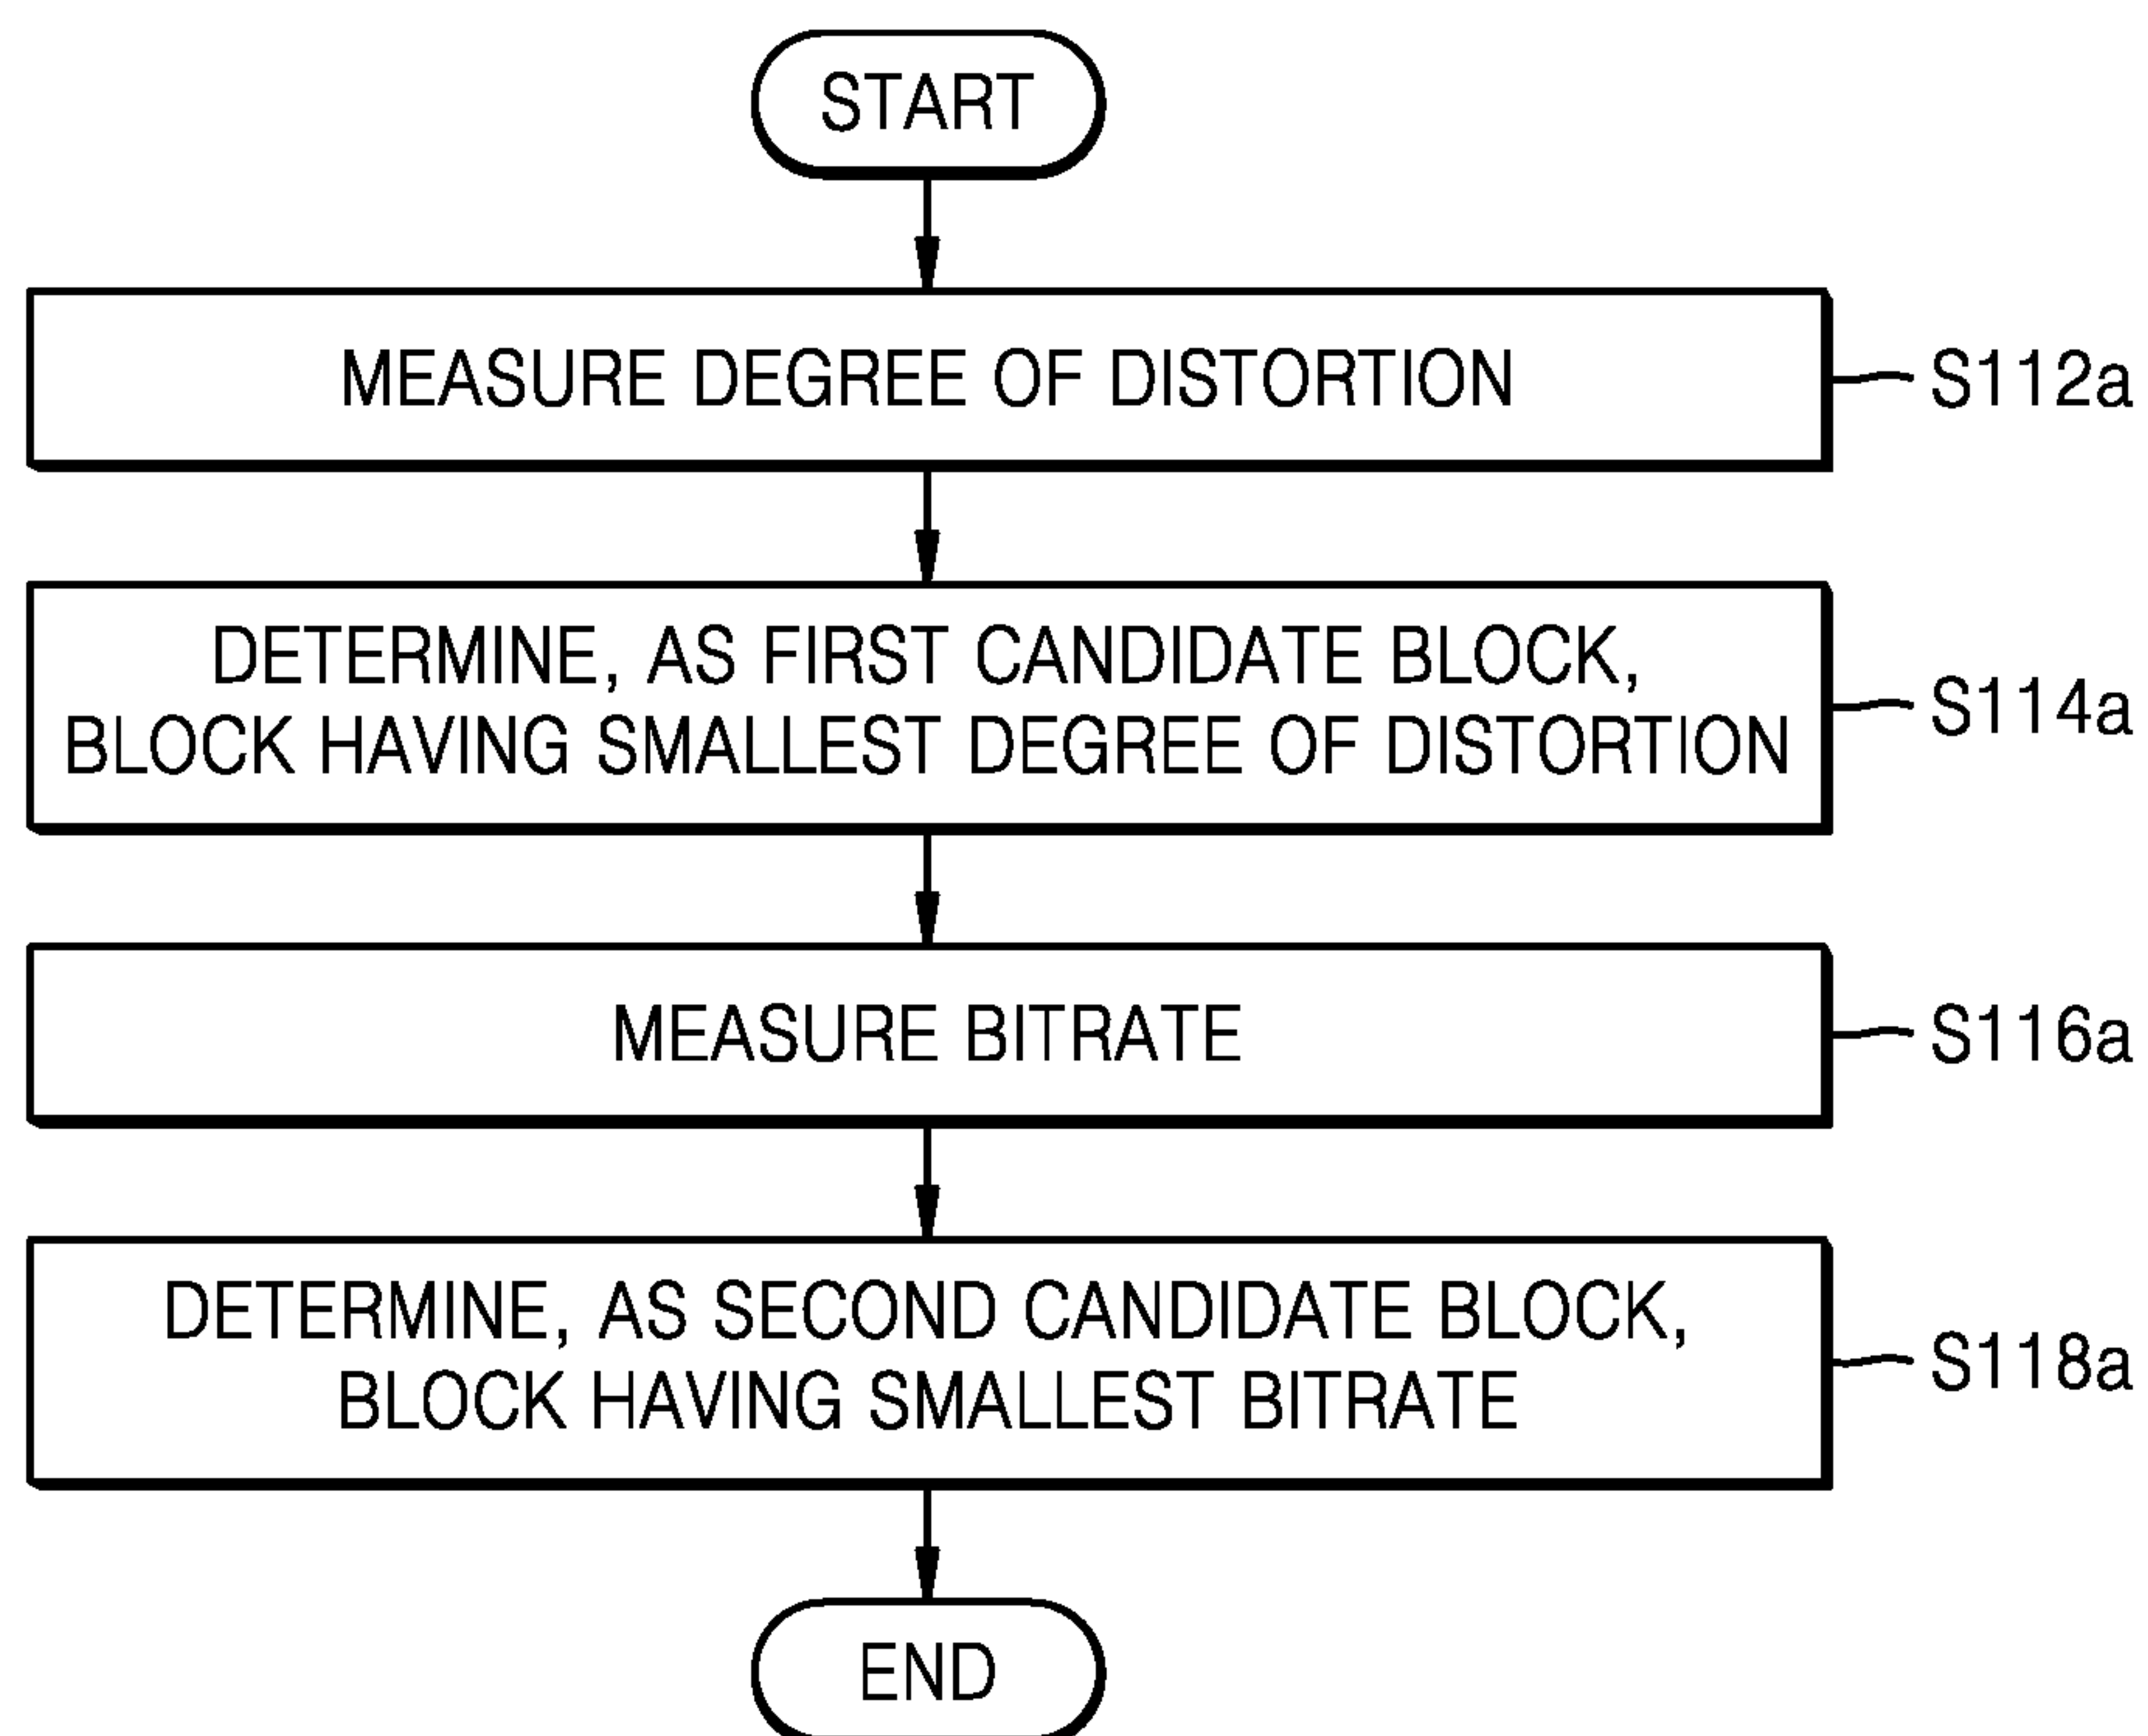 START
MEASURE DEGREE OF DISTORTION
S112a
DETERMINE, AS FIRST CANDIDATE BLOCK,
BLOCK HAVING SMALLEST DEGREE OF DISTORTION
S114a
MEASURE BITRATE
S116a
DETERMINE, AS SECOND CANDIDATE BLOCK,
BLOCK HAVING SMALLEST BITRATE
S118a
END